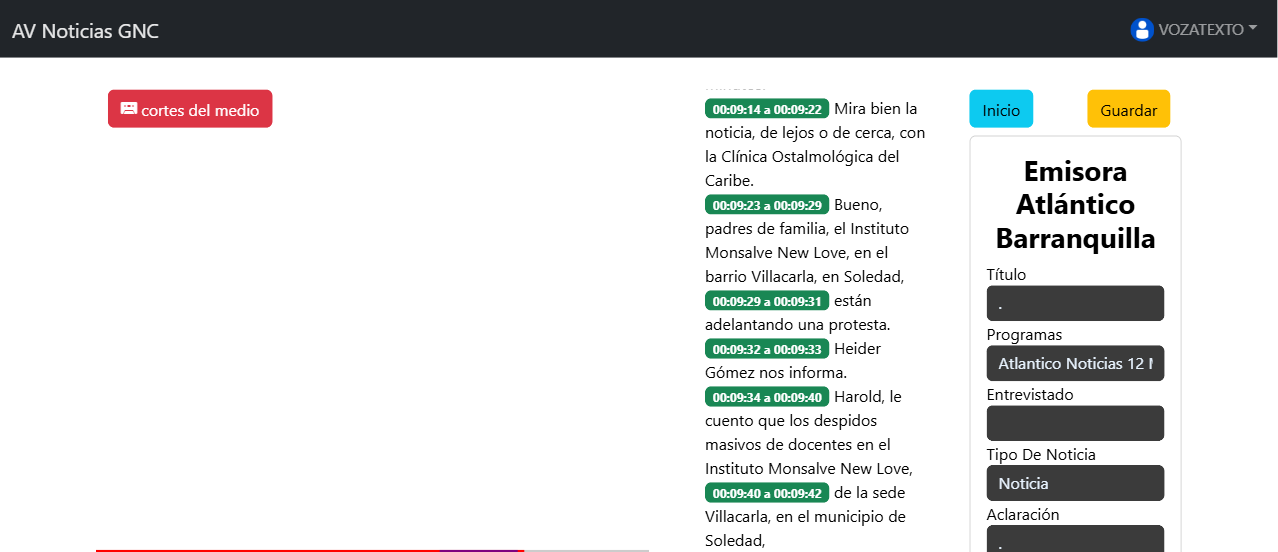 AV Noticias GNC
VOZATEXTO
cortes del medio
00:09:14 a 00:09:22 Mira bien la
noticia, de lejos o de cerca, con
la Clínica Ostalmológica del
Caribe.
00:09:23 a 00:09:29 Bueno,
padres de familia, el Instituto
Monsalve New Love, en el
barrio Villacarla, en Soledad,
00:09:29 a 00:09:31 están
adelantando una protesta.
00:09:32 a 00:09:33 Heider
Gómez nos informa.
00:09:34 a 00:09:40 Harold, le
cuento que los despidos
masivos de docentes en el
Instituto Monsalve New Love,
00:09:40 a 00:09:42 de la sede
Villacarla, en el municipio de
Soledad,
Inicio
Guardar
Emisora
Atlántico
Barranquilla
Título
.
Programas
Atlantico Noticias 12
Entrevistado
Tipo De Noticia
Noticia
Aclaración
.